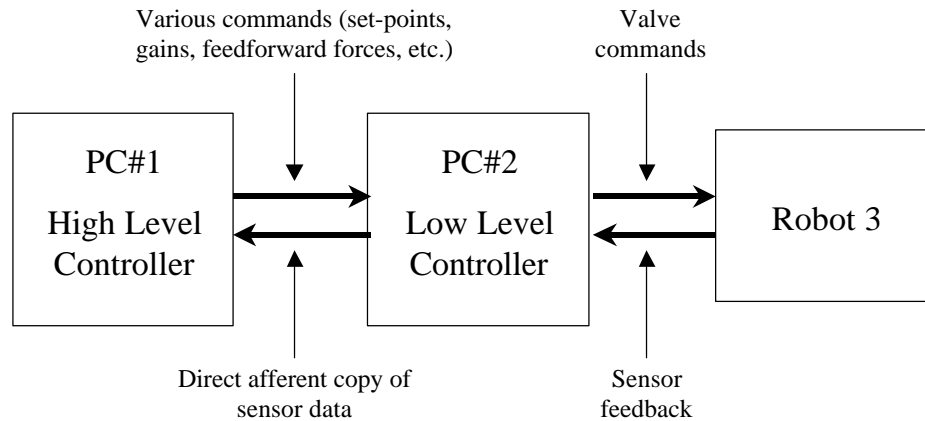 Various commands (set-points,
gains, feedforward forces, etc.)
Valve
commands
PC#1
High Level
Controller
PC#2
Low Level
Controller
Robot 3
Direct afferent copy of
sensor data
Sensor
feedback